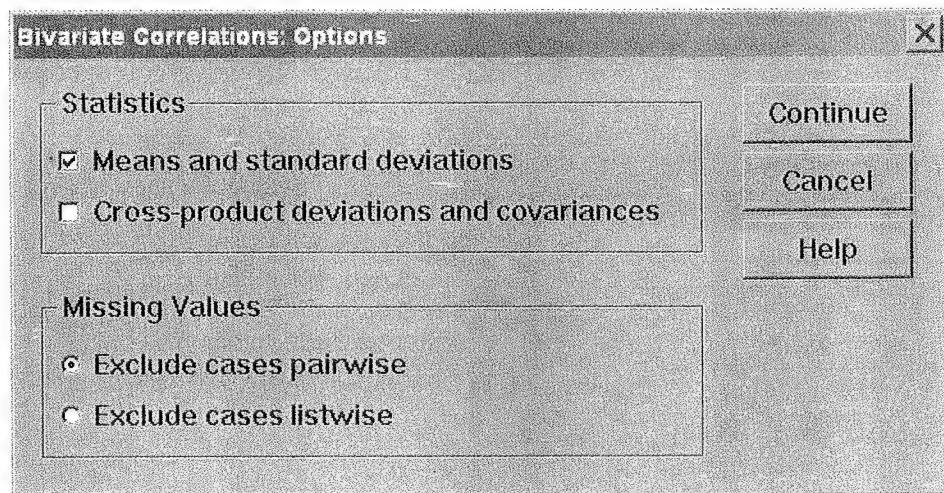 Bivariate Correlations: Options
Statistics
Means and standard deviations
Cross-product deviations and covariances
Continue
Cancel
Help
Missing Values
Exclude cases pairwise
Exclude cases listwise